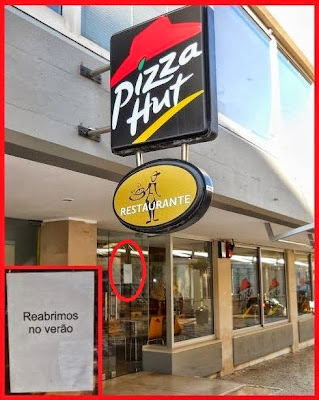 Pizza
Hut
RESTAURANTE
Reabrimos
no verão